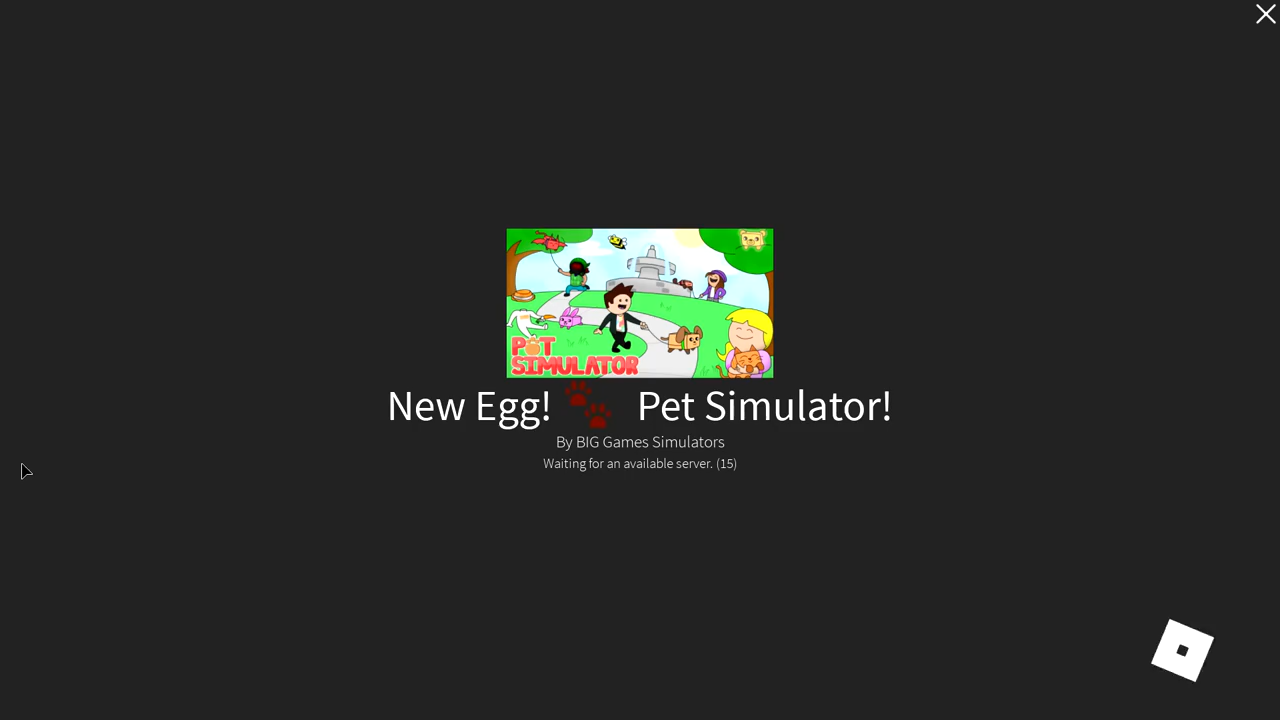 PET
SIMULATOR
New Egg! 🐾 Pet Simulator!
By BIG Games Simulators
Waiting for an available server. (15)